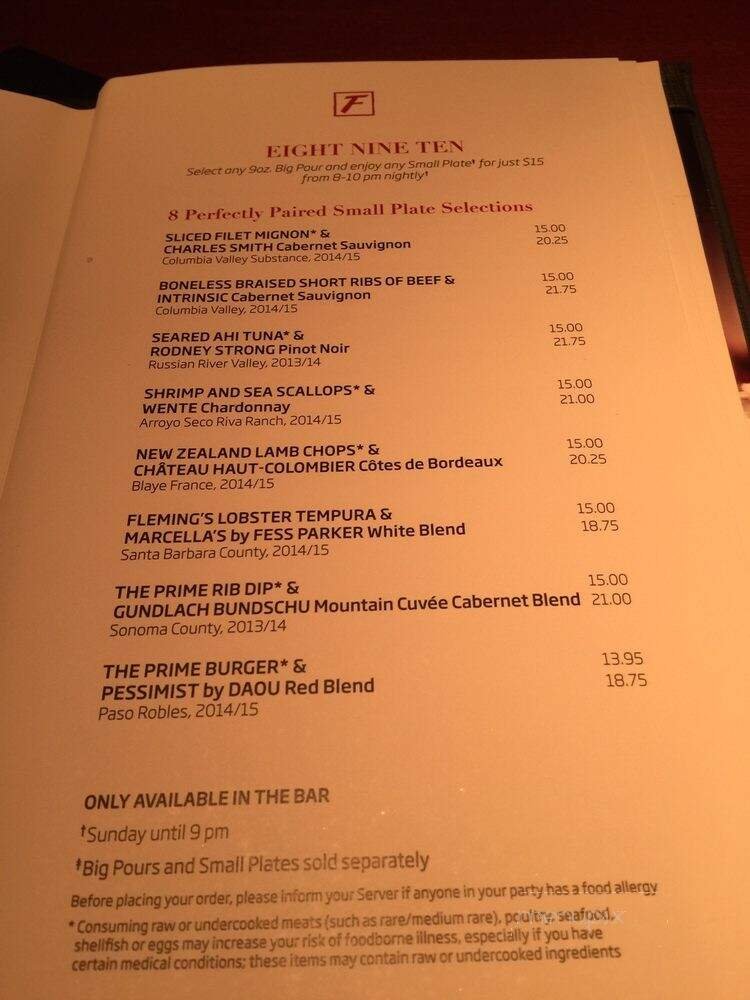 F
EIGHT NINE TEN
Select any 9oz. Big Pour and enjoy any Small Plate‡ for just $15
from 8-10 pm nightly†
8 Perfectly Paired Small Plate Selections
SLICED FILET MIGNON* & 15.00
CHARLES SMITH Cabernet Sauvignon 20.25
Columbia Valley Substance, 2014/15
BONELESS BRAISED SHORT RIBS OF BEEF & 15.00
INTRINSIC Cabernet Sauvignon 21.75
Columbia Valley, 2014/15
SEARED AHI TUNA* & 15.00
RODNEY STRONG Pinot Noir 21.75
Russian River Valley, 2013/14
SHRIMP AND SEA SCALLOPS* & 15.00
WENTE Chardonnay 21.00
Arroyo Seco Riva Ranch, 2014/15
NEW ZEALAND LAMB CHOPS* & 15.00
CHÂTEAU HAUT-COLOMBIER Côtes de Bordeaux 20.25
Blaye France, 2014/15
FLEMING'S LOBSTER TEMPURA & 15.00
MARCELLA'S by FESS PARKER White Blend 18.75
Santa Barbara County, 2014/15
THE PRIME RIB DIP* & 15.00
GUNDLACH BUNDSCHU Mountain Cuvée Cabernet Blend 21.00
Sonoma County, 2013/14
THE PRIME BURGER* & 13.95
PESSIMIST by DAOU Red Blend 18.75
Paso Robles, 2014/15
ONLY AVAILABLE IN THE BAR
†Sunday until 9 pm
‡Big Pours and Small Plates sold separately
Before placing your order, please inform your Server if anyone in your party has a food allergy
* Consuming raw or undercooked meats (such as rare/medium rare), poultry, seafood,
shellfish or eggs may increase your risk of foodborne illness, especially if you have
certain medical conditions; these items may contain raw or undercooked ingredients